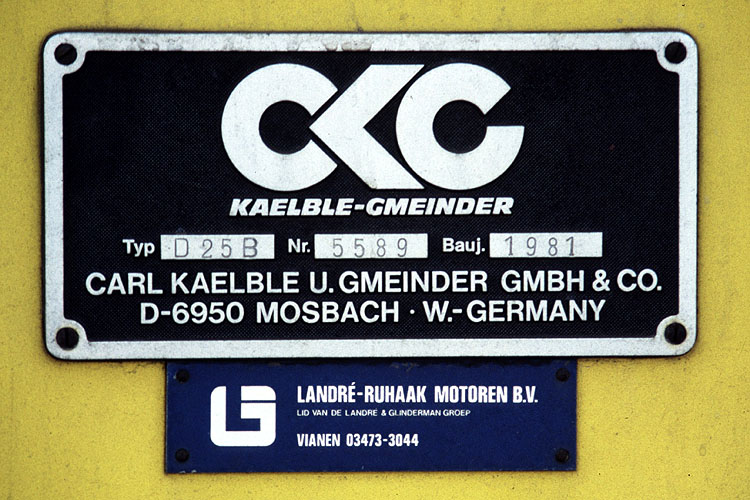 CKG
KAELBLE-GMEINDER
Typ D25B Nr. 5589 Bauj. 1981
CARL KAELBLE U. GMEINDER GMBH & CO.
D-6950 MOSBACH · W.-GERMANY
LG
LANDRÉ-RUHAAK MOTOREN B.V.
LID VAN DE LANDRÉ & GLINDERMAN GROEP
VIANEN 03473-3044